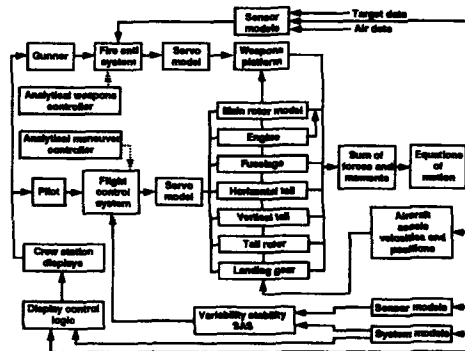 Sensor
models
Target data
Air data
Gunner
Fire
system
Servo
model
Weapons
platform
Analytical weapons
controller
Main rotor model
Analytical maneuver
controller
Engine
Fuselage
Sum of
forces and
moments
Equations
of motion
Pilot
Flight
control
system
Servo
model
Horizontal tail
Vertical tail
Aircraft
velocities and
positions
Tail rotor
Crew station
displays
Landing gear
Display control
logic
Variability stability
SAS
Sensor models
System models